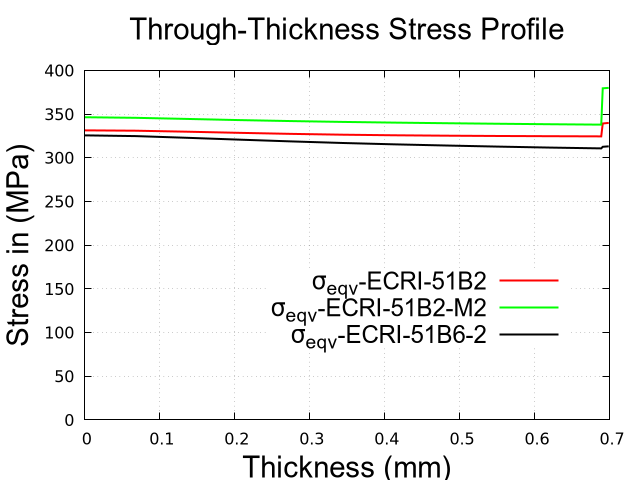 Through-Thickness Stress Profile
400
350
300
250
200
150
100
50
0
Stress in (MPa)
σeqv-ECRI-51B2
σeqv-ECRI-51B2-M2
σeqv-ECRI-51B6-2
0 0.1 0.2 0.3 0.4 0.5 0.6 0.7
Thickness (mm)